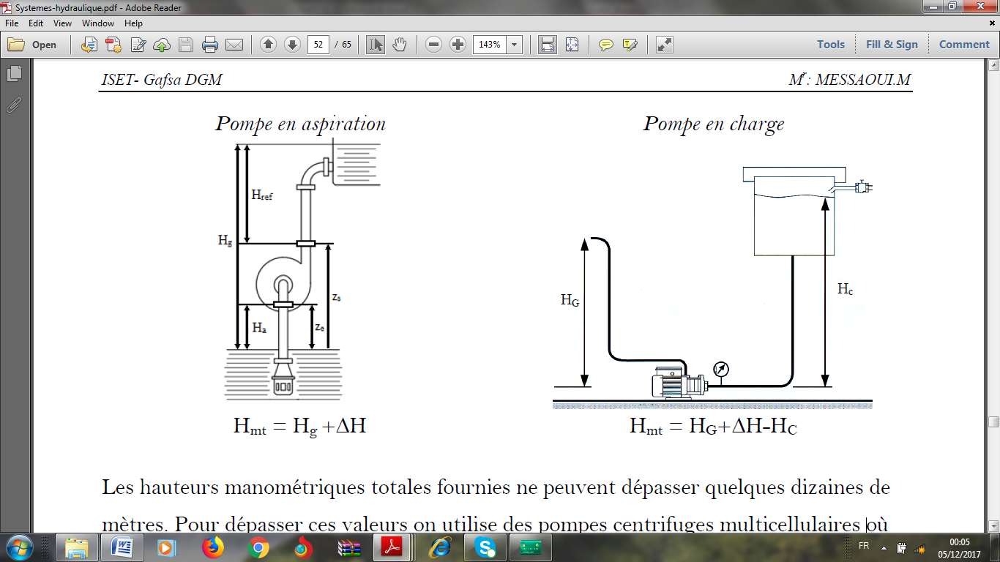 Systemes-hydraulique.pdf - Adobe Reader
File Edit View Window Help
Open 52 / 65 143% Tools Fill & Sign Comment
ISET- Gafsa DGM Mr: MESSAOUI.M
Pompe en aspiration Pompe en charge
Href
Hg
Ha
ze
zs
HG
Hc
Hmt = Hg +ΔH Hmt = HG+ΔH-HC
Les hauteurs manométriques totales fournies ne peuvent dépasser quelques dizaines de
mètres. Pour dépasser ces valeurs on utilise des pompes centrifuges multicellulaires où
FR 00:05
05/12/2017